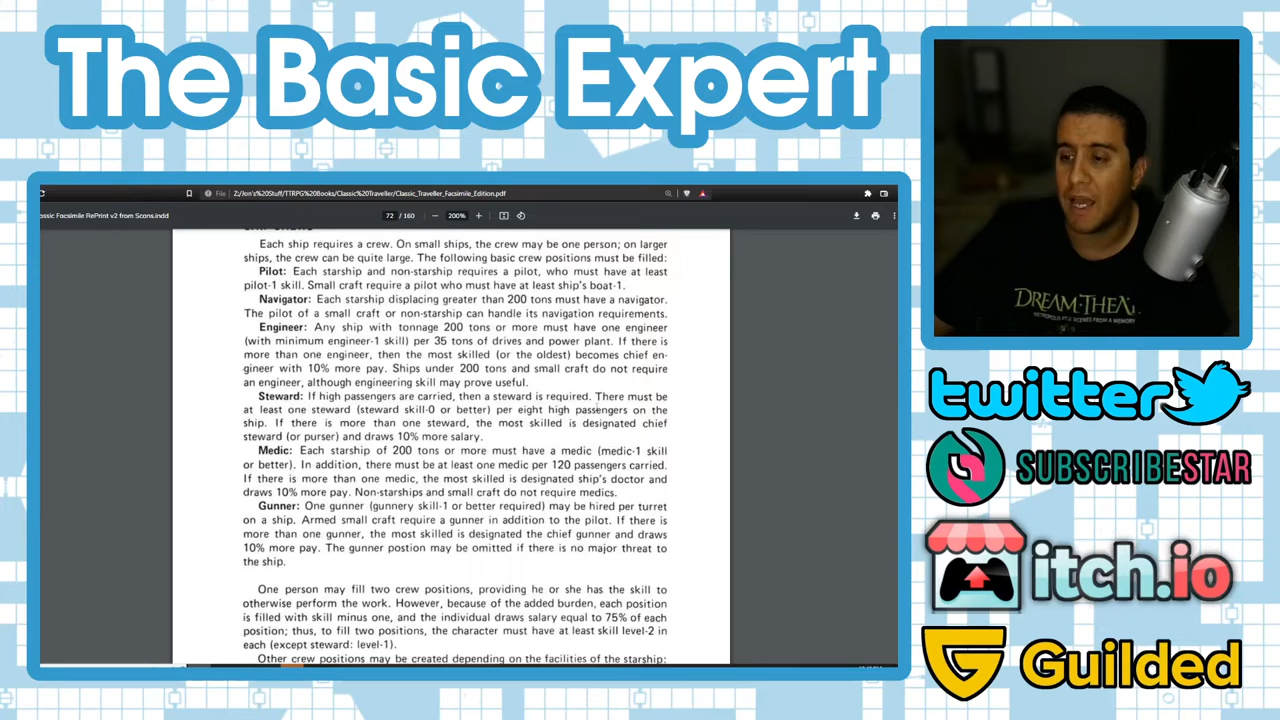 The Basic Expert
File Z:/Jon's%20Stuff/TTRPG%20Books/Classic%20Traveller/Classic_Traveller_Facsimile_Edition.pdf
assic Facsimile RePrint v2 from Scans.indd
72 / 160
200%
Each ship requires a crew. On small ships, the crew may be one person; on larger
ships, the crew can be quite large. The following basic crew positions must be filled:
Pilot: Each starship and non-starship requires a pilot, who must have at least
pilot-1 skill. Small craft require a pilot who must have at least ship's boat-1.
Navigator: Each starship displacing greater than 200 tons must have a navigator.
The pilot of a small craft or non-starship can handle its navigation requirements.
Engineer: Any ship with tonnage 200 tons or more must have one engineer
(with minimum engineer-1 skill) per 35 tons of drives and power plant. If there is
more than one engineer, then the most skilled (or the oldest) becomes chief en-
gineer with 10% more pay. Ships under 200 tons and small craft do not require
an engineer, although engineering skill may prove useful.
Steward: If high passengers are carried, then a steward is required. There must be
at least one steward (steward skill-0 or better) per eight high passengers on the
ship. If there is more than one steward, the most skilled is designated chief
steward (or purser) and draws 10% more salary.
Medic: Each starship of 200 tons or more must have a medic (medic-1 skill
or better). In addition, there must be at least one medic per 120 passengers carried.
If there is more than one medic, the most skilled is designated ship's doctor and
draws 10% more pay. Non-starships and small craft do not require medics.
Gunner: One gunner (gunnery skill-1 or better required) may be hired per turret
on a ship. Armed small craft require a gunner in addition to the pilot. If there is
more than one gunner, the most skilled is designated the chief gunner and draws
10% more pay. The gunner postion may be omitted if there is no major threat to
the ship.
One person may fill two crew positions, providing he or she has the skill to
otherwise perform the work. However, because of the added burden, each position
is filled with skill minus one, and the individual draws salary equal to 75% of each
position; thus, to fill two positions, the character must have at least skill level-2 in
each (except steward: level-1).
Other crew positions may be created depending on the facilities of the starship:
DREAM THEA
twitter
SUBSCRIBESTAR
itch.io
Guilded